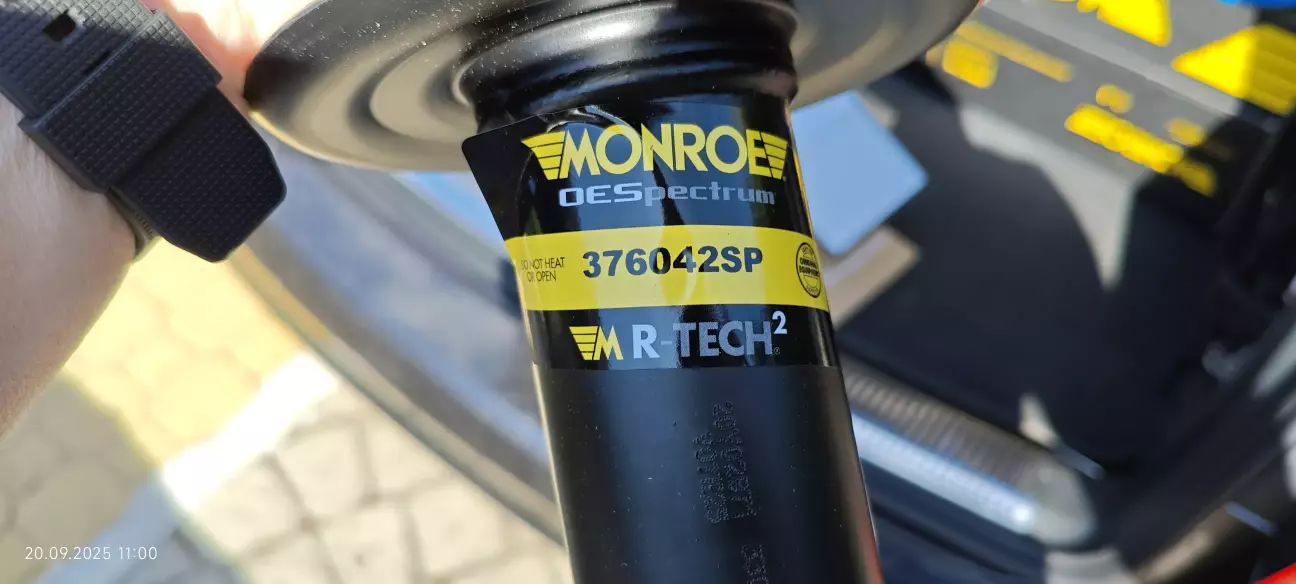 MONROE
OESpectrum
DO NOT HEAT
OR OPEN
376042SP
M R-TECH²
20.09.2025 11:00